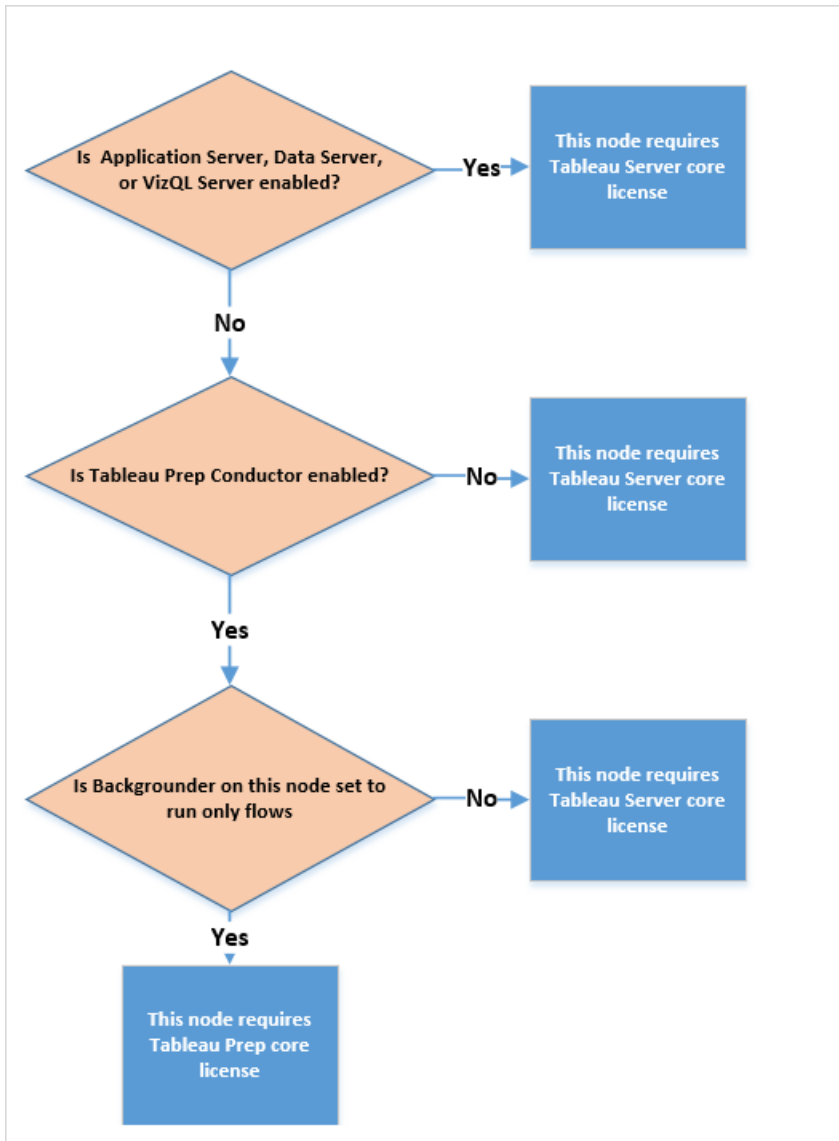 Is Application Server, Data Server,
or VizQL Server enabled?
Yes
This node requires
Tableau Server core
license
No
Is Tableau Prep Conductor enabled?
No
This node requires
Tableau Server core
license
Yes
Is Backgrounder on this node set to
run only flows
No
This node requires
Tableau Server core
license
Yes
This node requires
Tableau Prep core
license